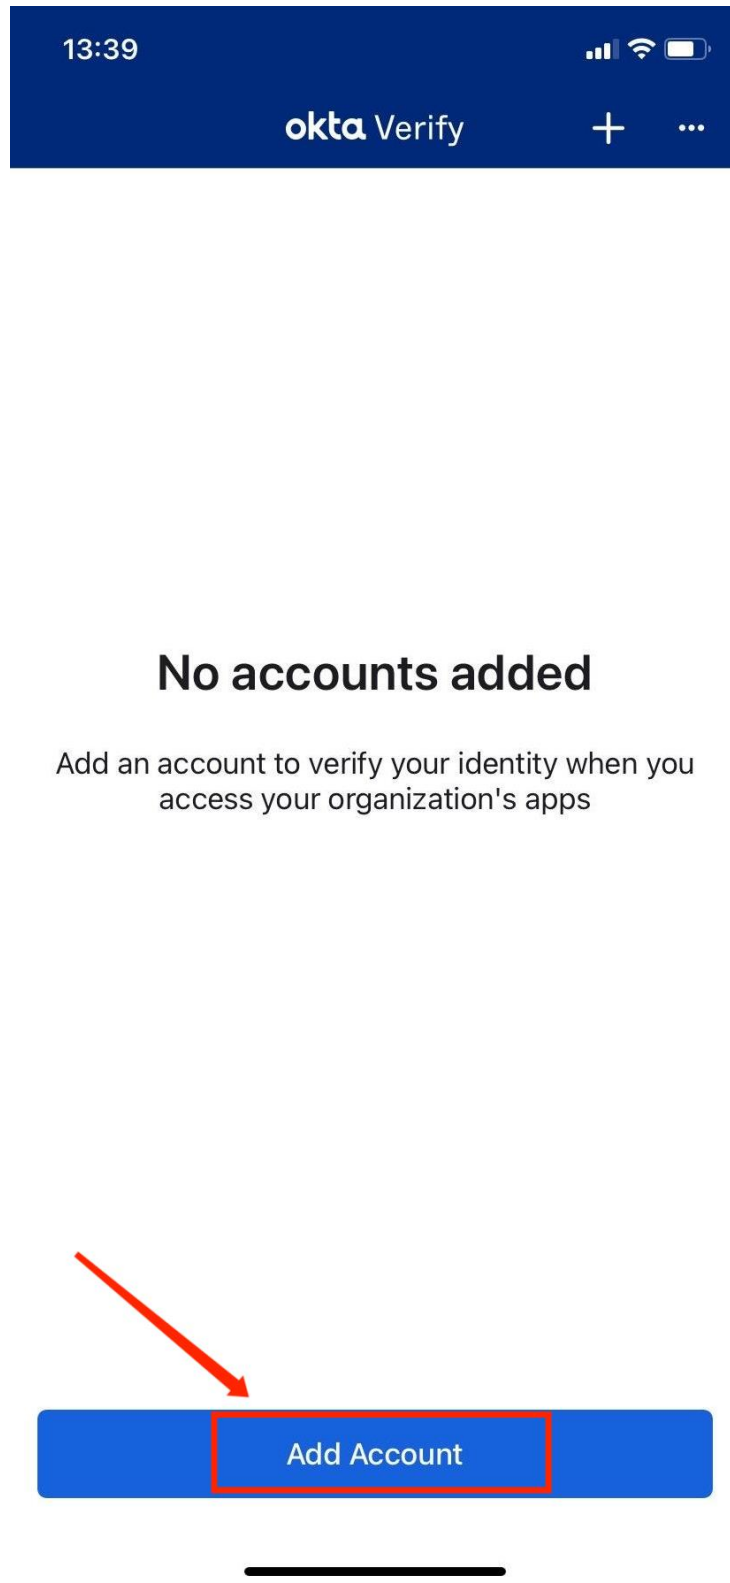 13:39
okta Verify
No accounts added
Add an account to verify your identity when you
access your organization's apps
Add Account